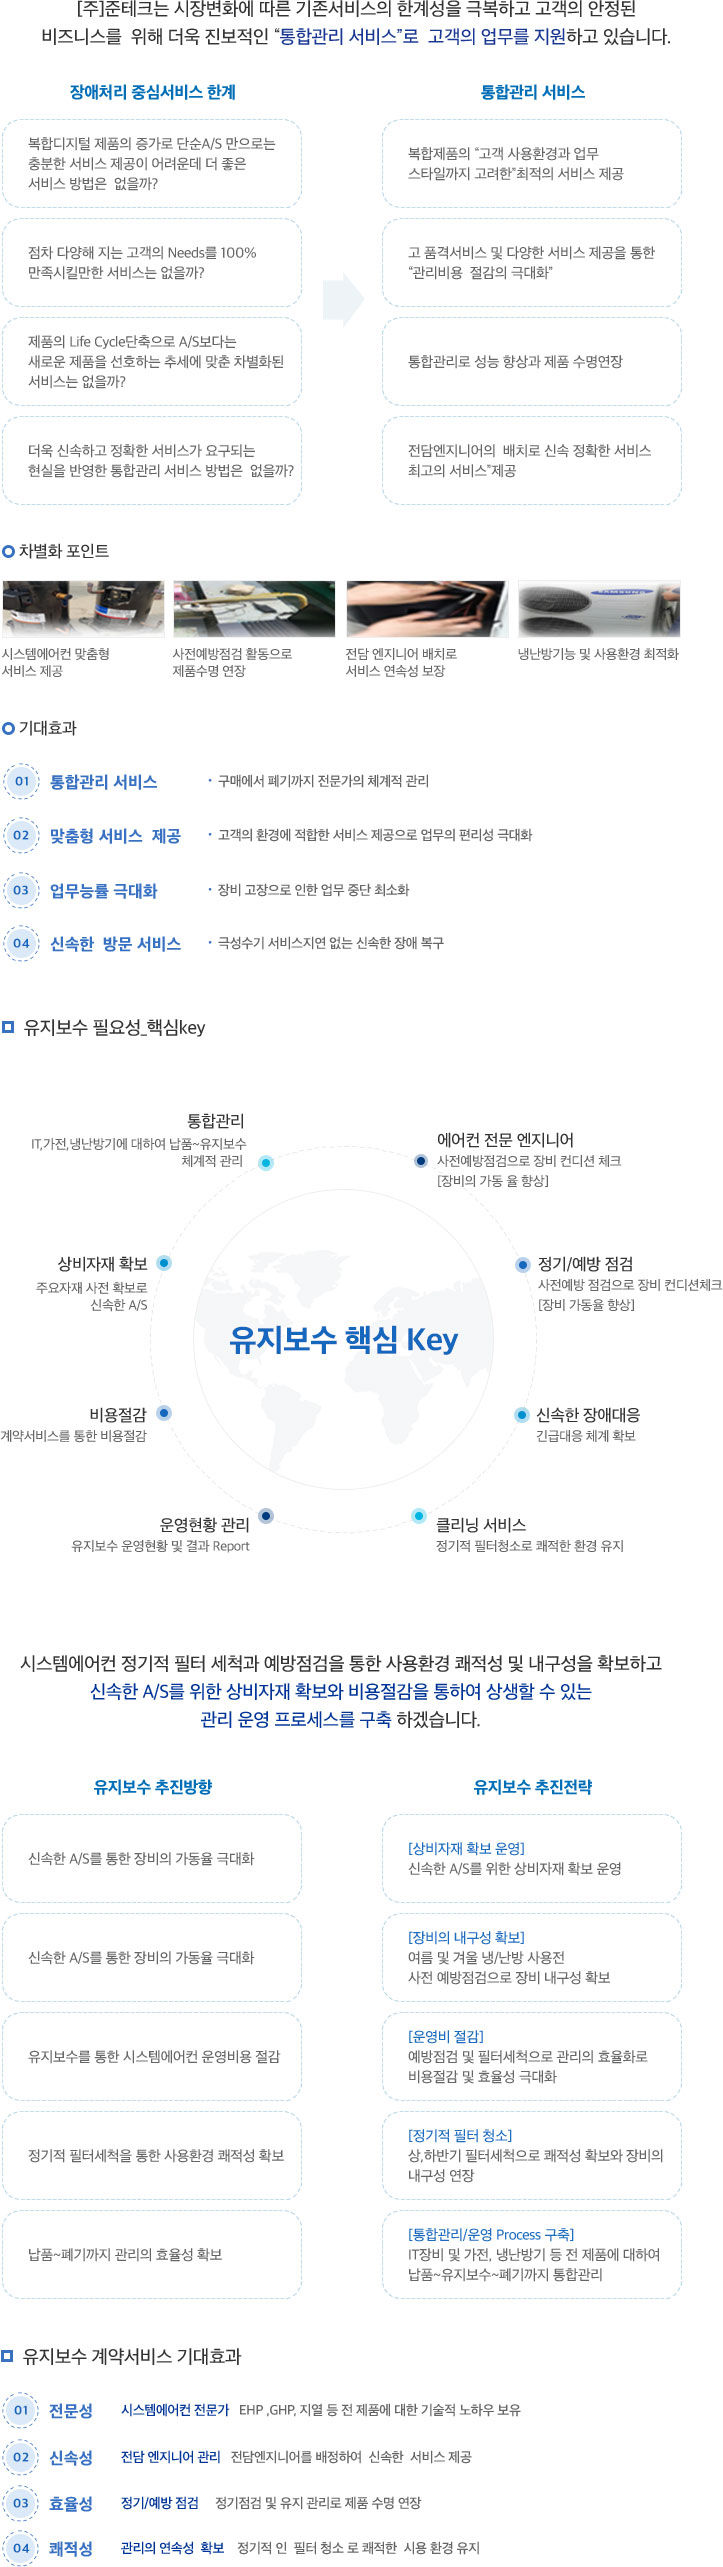 [주]준테크는 시장변화에 따른 기존서비스의 한계성을 극복하고 고객의 안정된
비즈니스를 위해 더욱 진보적인 “통합관리 서비스”로 고객의 업무를 지원하고 있습니다.
장애처리 중심서비스 한계
복합디지털 제품의 증가로 단순A/S 만으로는
충분한 서비스 제공이 어려운데 더 좋은
서비스 방법은 없을까?
점차 다양해 지는 고객의 Needs를 100%
만족시킬만한 서비스는 없을까?
제품의 Life Cycle단축으로 A/S보다는
새로운 제품을 선호하는 추세에 맞춘 차별화된
서비스는 없을까?
더욱 신속하고 정확한 서비스가 요구되는
현실을 반영한 통합관리 서비스 방법은 없을까?
통합관리 서비스
복합제품의 “고객 사용환경과 업무
스타일까지 고려한”최적의 서비스 제공
고 품격서비스 및 다양한 서비스 제공을 통한
“관리비용 절감의 극대화”
통합관리로 성능 향상과 제품 수명연장
전담엔지니어의 배치로 신속 정확한 서비스
최고의 서비스”제공
차별화 포인트
SAMSUNG
시스템에어컨 맞춤형
서비스 제공
사전예방점검 활동으로
제품수명 연장
전담 엔지니어 배치로
서비스 연속성 보장
냉난방기능 및 사용환경 최적화
기대효과
01 통합관리 서비스 · 구매에서 폐기까지 전문가의 체계적 관리
02 맞춤형 서비스 제공 · 고객의 환경에 적합한 서비스 제공으로 업무의 편리성 극대화
03 업무능률 극대화 · 장비 고장으로 인한 업무 중단 최소화
04 신속한 방문 서비스 · 극성수기 서비스지연 없는 신속한 장애 복구
유지보수 필요성_핵심key
통합관리
IT,가전,냉난방기에 대하여 납품~유지보수
체계적 관리
에어컨 전문 엔지니어
사전예방점검으로 장비 컨디션 체크
[장비의 가동 율 향상]
상비자재 확보
주요자재 사전 확보로
신속한 A/S
정기/예방 점검
사전예방 점검으로 장비 컨디션체크
[장비 가동율 향상]
유지보수 핵심 Key
비용절감
계약서비스를 통한 비용절감
신속한 장애대응
긴급대응 체계 확보
운영현황 관리
유지보수 운영현황 및 결과 Report
클리닝 서비스
정기적 필터청소로 쾌적한 환경 유지
시스템에어컨 정기적 필터 세척과 예방점검을 통한 사용환경 쾌적성 및 내구성을 확보하고
신속한 A/S를 위한 상비자재 확보와 비용절감을 통하여 상생할 수 있는
관리 운영 프로세스를 구축 하겠습니다.
유지보수 추진방향
신속한 A/S를 통한 장비의 가동율 극대화
신속한 A/S를 통한 장비의 가동율 극대화
유지보수를 통한 시스템에어컨 운영비용 절감
정기적 필터세척을 통한 사용환경 쾌적성 확보
납품~폐기까지 관리의 효율성 확보
유지보수 추진전략
[상비자재 확보 운영]
신속한 A/S를 위한 상비자재 확보 운영
[장비의 내구성 확보]
여름 및 겨울 냉/난방 사용전
사전 예방점검으로 장비 내구성 확보
[운영비 절감]
예방점검 및 필터세척으로 관리의 효율화로
비용절감 및 효율성 극대화
[정기적 필터 청소]
상,하반기 필터세척으로 쾌적성 확보와 장비의
내구성 연장
[통합관리/운영 Process 구축]
IT장비 및 가전, 냉난방기 등 전 제품에 대하여
납품~유지보수~폐기까지 통합관리
유지보수 계약서비스 기대효과
01 전문성 시스템에어컨 전문가 EHP ,GHP, 지열 등 전 제품에 대한 기술적 노하우 보유
02 신속성 전담 엔지니어 관리 전담엔지니어를 배정하여 신속한 서비스 제공
03 효율성 정기/예방 점검 정기점검 및 유지 관리로 제품 수명 연장
04 쾌적성 관리의 연속성 확보 정기적 인 필터 청소 로 쾌적한 시용 환경 유지